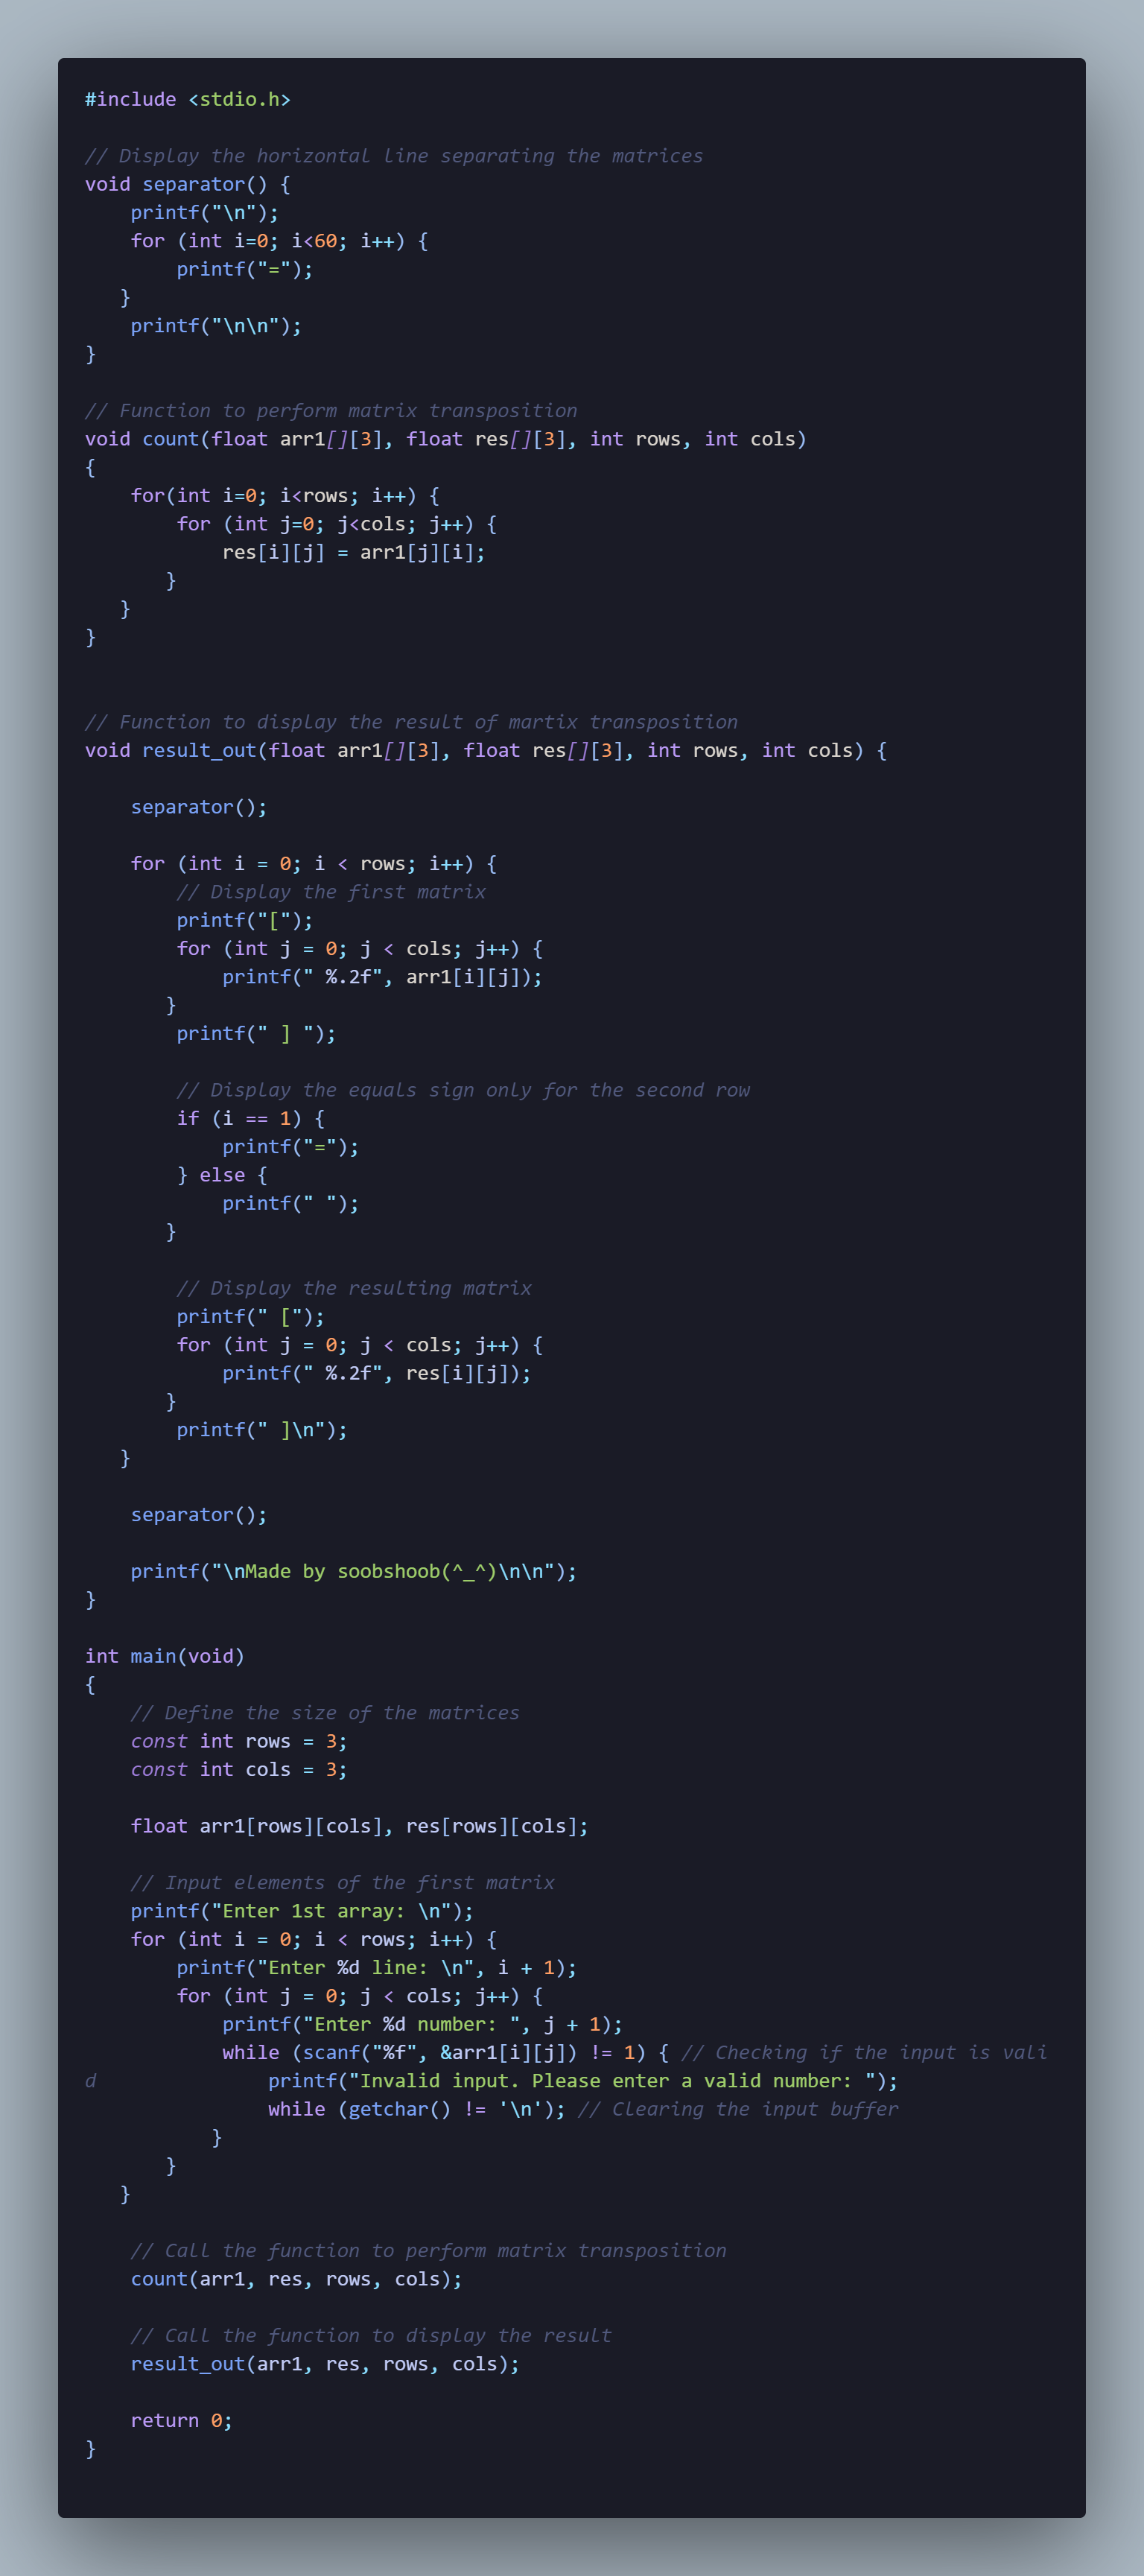 #include <stdio.h>

// Display the horizontal line separating the matrices
void separator() {
    printf("\n");
    for (int i=0; i<60; i++) {
        printf("=");
   }
    printf("\n\n");
}

// Function to perform matrix transposition
void count(float arr1[][3], float res[][3], int rows, int cols)
{
    for(int i=0; i<rows; i++) {
        for (int j=0; j<cols; j++) {
            res[i][j] = arr1[j][i];
       }
   }
}


// Function to display the result of martix transposition
void result_out(float arr1[][3], float res[][3], int rows, int cols) {

    separator();

    for (int i = 0; i < rows; i++) {
        // Display the first matrix
        printf("[");
        for (int j = 0; j < cols; j++) {
            printf(" %.2f", arr1[i][j]);
       }
        printf(" ] ");

        // Display the equals sign only for the second row
        if (i == 1) {
            printf("=");
        } else {
            printf(" ");
       }

        // Display the resulting matrix
        printf(" [");
        for (int j = 0; j < cols; j++) {
            printf(" %.2f", res[i][j]);
       }
        printf(" ]\n");
   }

    separator();

    printf("\nMade by soobshoob(^_^)\n\n");
}

int main(void)
{
    // Define the size of the matrices
    const int rows = 3;
    const int cols = 3;

    float arr1[rows][cols], res[rows][cols];

    // Input elements of the first matrix
    printf("Enter 1st array: \n");
    for (int i = 0; i < rows; i++) {
        printf("Enter %d line: \n", i + 1);
        for (int j = 0; j < cols; j++) {
            printf("Enter %d number: ", j + 1);
            while (scanf("%f", &arr1[i][j]) != 1) { // Checking if the input is vali
d               printf("Invalid input. Please enter a valid number: ");
                while (getchar() != '\n'); // Clearing the input buffer
           }
       }
   }

    // Call the function to perform matrix transposition
    count(arr1, res, rows, cols);

    // Call the function to display the result
    result_out(arr1, res, rows, cols);

    return 0;
}